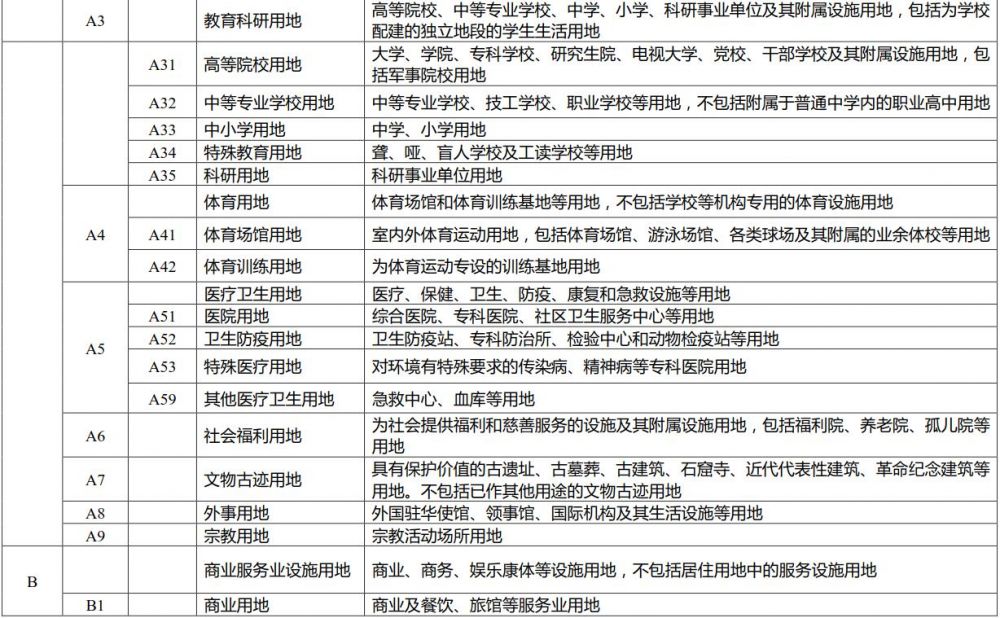 A3 教育科研用地 高等院校、中等专业学校、中学、小学、科研事业单位及其附属设施用地，包括为学校
配建的独立地段的学生生活用地
A31 高等院校用地 大学、学院、专科学校、研究生院、电视大学、党校、干部学校及其附属设施用地，包
括军事院校用地
A32 中等专业学校用地 中等专业学校、技工学校、职业学校等用地，不包括附属于普通中学内的职业高中用地
A33 中小学用地 中学、小学用地
A34 特殊教育用地 聋、哑、盲人学校及工读学校等用地
A35 科研用地 科研事业单位用地
A4 体育用地 体育场馆和体育训练基地等用地，不包括学校等机构专用的体育设施用地
A41 体育场馆用地 室内外体育运动用地，包括体育场馆、游泳场馆、各类球场及其附属的业余体校等用地
A42 体育训练用地 为体育运动专设的训练基地用地
A5 医疗卫生用地 医疗、保健、卫生、防疫、康复和急救设施等用地
A51 医院用地 综合医院、专科医院、社区卫生服务中心等用地
A52 卫生防疫用地 卫生防疫站、专科防治所、检验中心和动物检疫站等用地
A53 特殊医疗用地 对环境有特殊要求的传染病、精神病等专科医院用地
A59 其他医疗卫生用地 急救中心、血库等用地
A6 社会福利用地 为社会提供福利和慈善服务的设施及其附属设施用地，包括福利院、养老院、孤儿院等
用地
A7 文物古迹用地 具有保护价值的古遗址、古墓葬、古建筑、石窟寺、近代代表性建筑、革命纪念建筑等
用地。不包括已作其他用途的文物古迹用地
A8 外事用地 外国驻华使馆、领事馆、国际机构及其生活设施等用地
A9 宗教用地 宗教活动场所用地
B 商业服务业设施用地 商业、商务、娱乐康体等设施用地，不包括居住用地中的服务设施用地
B1 商业用地 商业及餐饮、旅馆等服务业用地